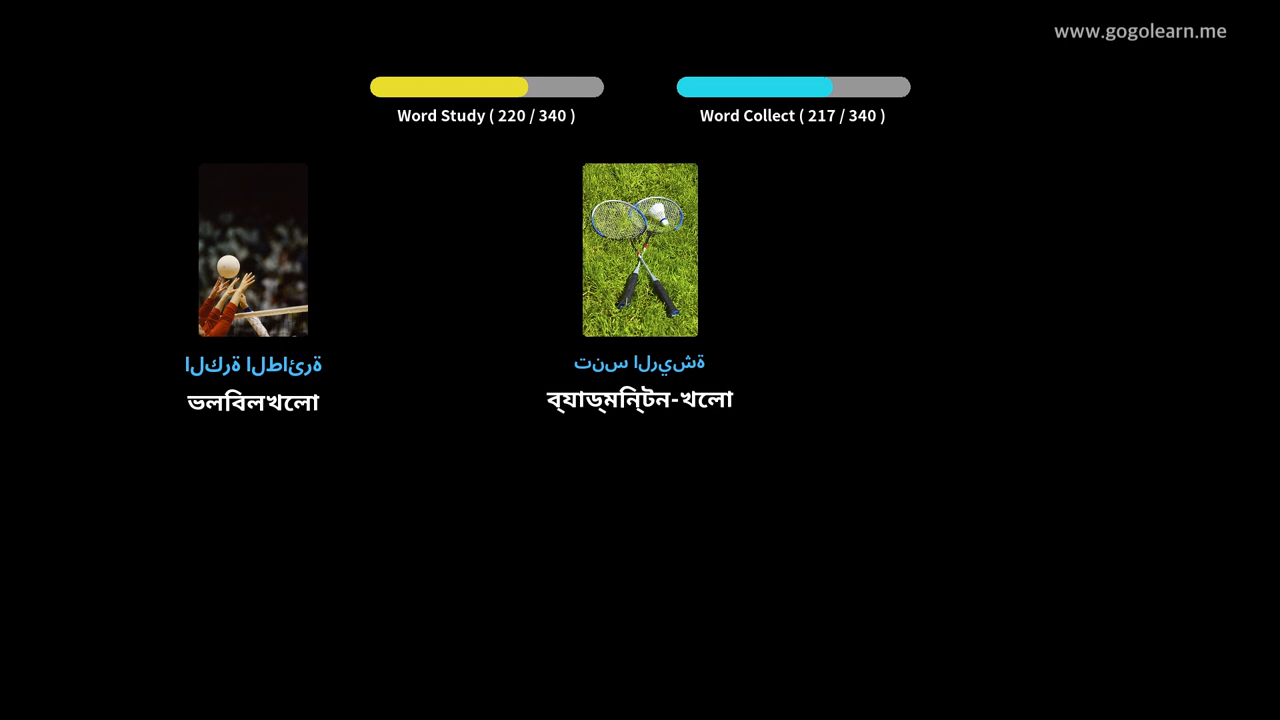 www.gogolearn.me
Word Study ( 220 / 340 )
Word Collect ( 217 / 340 )
الكرة الطائرة
تنس الريشة
ভলবিলখলো
ব্যাড্মনি্টন-খলো